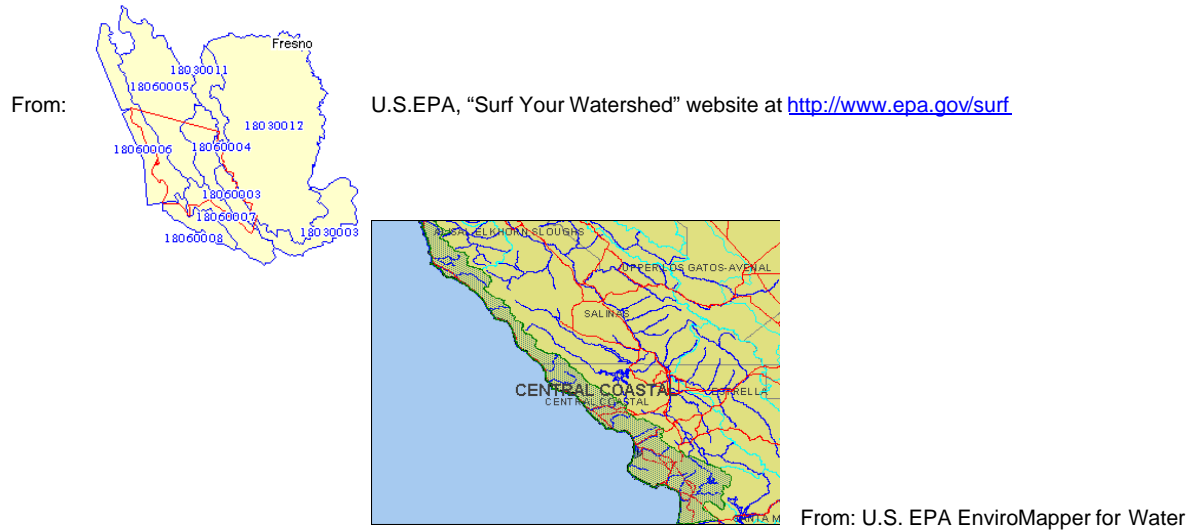 Fresno
18030011
18060005
From:
U.S.EPA, “Surf Your Watershed” website at http://www.epa.gov/surf
18030012
18060006
18060004
18060003
18060007
18030003
18060008
ELKHORN SLOUGHS
UPPER LOS GATOS-AVENAL
SALINAS
CENTRAL COASTAL
CENTRAL COASTAL
From: U.S. EPA EnviroMapper for Water